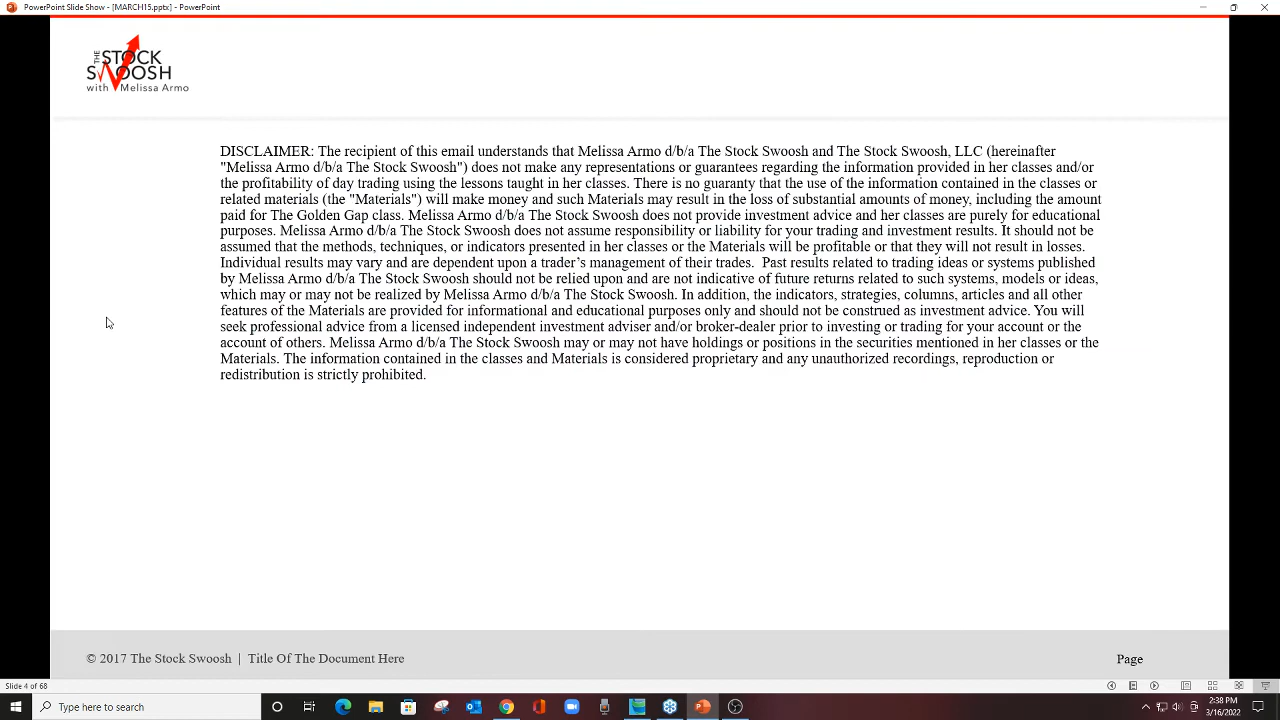 PowerPoint Slide Show - [MARCH15.pptx] - PowerPoint
THE STOCK
SWOOSH
with Melissa Armo
DISCLAIMER: The recipient of this email understands that Melissa Armo d/b/a The Stock Swoosh and The Stock Swoosh, LLC (hereinafter
"Melissa Armo d/b/a The Stock Swoosh") does not make any representations or guarantees regarding the information provided in her classes and/or
the profitability of day trading using the lessons taught in her classes. There is no guaranty that the use of the information contained in the classes or
related materials (the "Materials") will make money and such Materials may result in the loss of substantial amounts of money, including the amount
paid for The Golden Gap class. Melissa Armo d/b/a The Stock Swoosh does not provide investment advice and her classes are purely for educational
purposes. Melissa Armo d/b/a The Stock Swoosh does not assume responsibility or liability for your trading and investment results. It should not be
assumed that the methods, techniques, or indicators presented in her classes or the Materials will be profitable or that they will not result in losses.
Individual results may vary and are dependent upon a trader’s management of their trades.  Past results related to trading ideas or systems published
by Melissa Armo d/b/a The Stock Swoosh should not be relied upon and are not indicative of future returns related to such systems, models or ideas,
which may or may not be realized by Melissa Armo d/b/a The Stock Swoosh. In addition, the indicators, strategies, columns, articles and all other
features of the Materials are provided for informational and educational purposes only and should not be construed as investment advice. You will
seek professional advice from a licensed independent investment adviser and/or broker-dealer prior to investing or trading for your account or the
account of others. Melissa Armo d/b/a The Stock Swoosh may or may not have holdings or positions in the securities mentioned in her classes or the
Materials. The information contained in the classes and Materials is considered proprietary and any unauthorized recordings, reproduction or
redistribution is strictly prohibited.
© 2017 The Stock Swoosh | Title Of The Document Here
Page
Slide 4 of 68
Type here to search
2:38 PM
3/16/2022